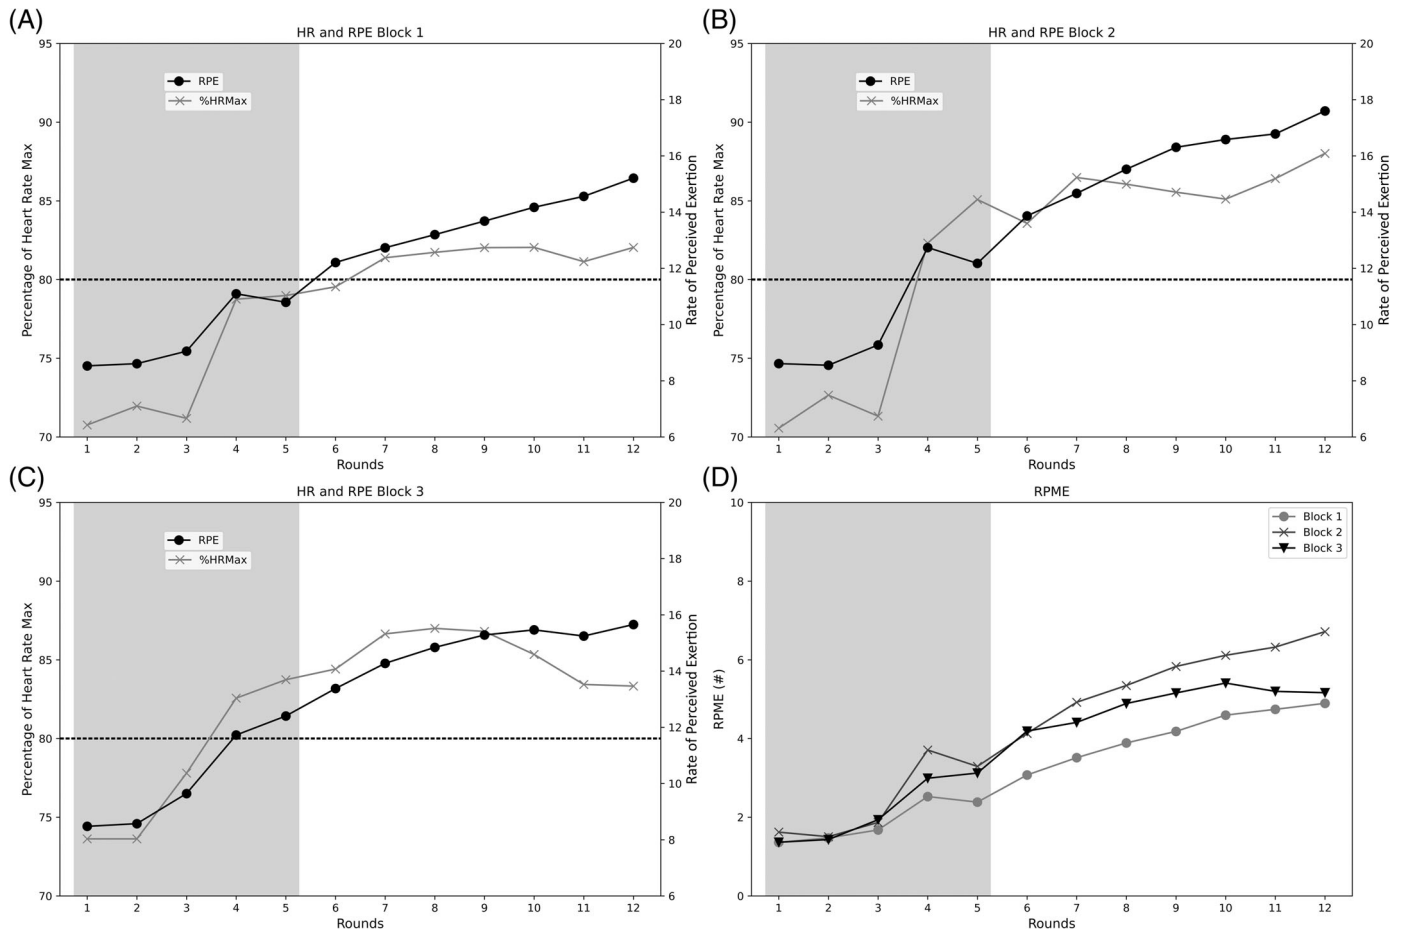 (A)
HR and RPE Block 1
95
90
85
80
75
70
Percentage of Heart Rate Max
RPE
%HRMax
20
18
16
14
12
10
8
6
Rate of Perceived Exertion
1 2 3 4 5 6 7 8 9 10 11 12
Rounds
(B)
HR and RPE Block 2
95
90
85
80
75
70
Percentage of Heart Rate Max
RPE
%HRMax
20
18
16
14
12
10
8
6
Rate of Perceived Exertion
1 2 3 4 5 6 7 8 9 10 11 12
Rounds
(C)
HR and RPE Block 3
95
90
85
80
75
70
Percentage of Heart Rate Max
RPE
%HRMax
20
18
16
14
12
10
8
6
Rate of Perceived Exertion
1 2 3 4 5 6 7 8 9 10 11 12
Rounds
(D)
RPME
10
8
6
4
2
0
RPME (#)
Block 1
Block 2
Block 3
1 2 3 4 5 6 7 8 9 10 11 12
Rounds